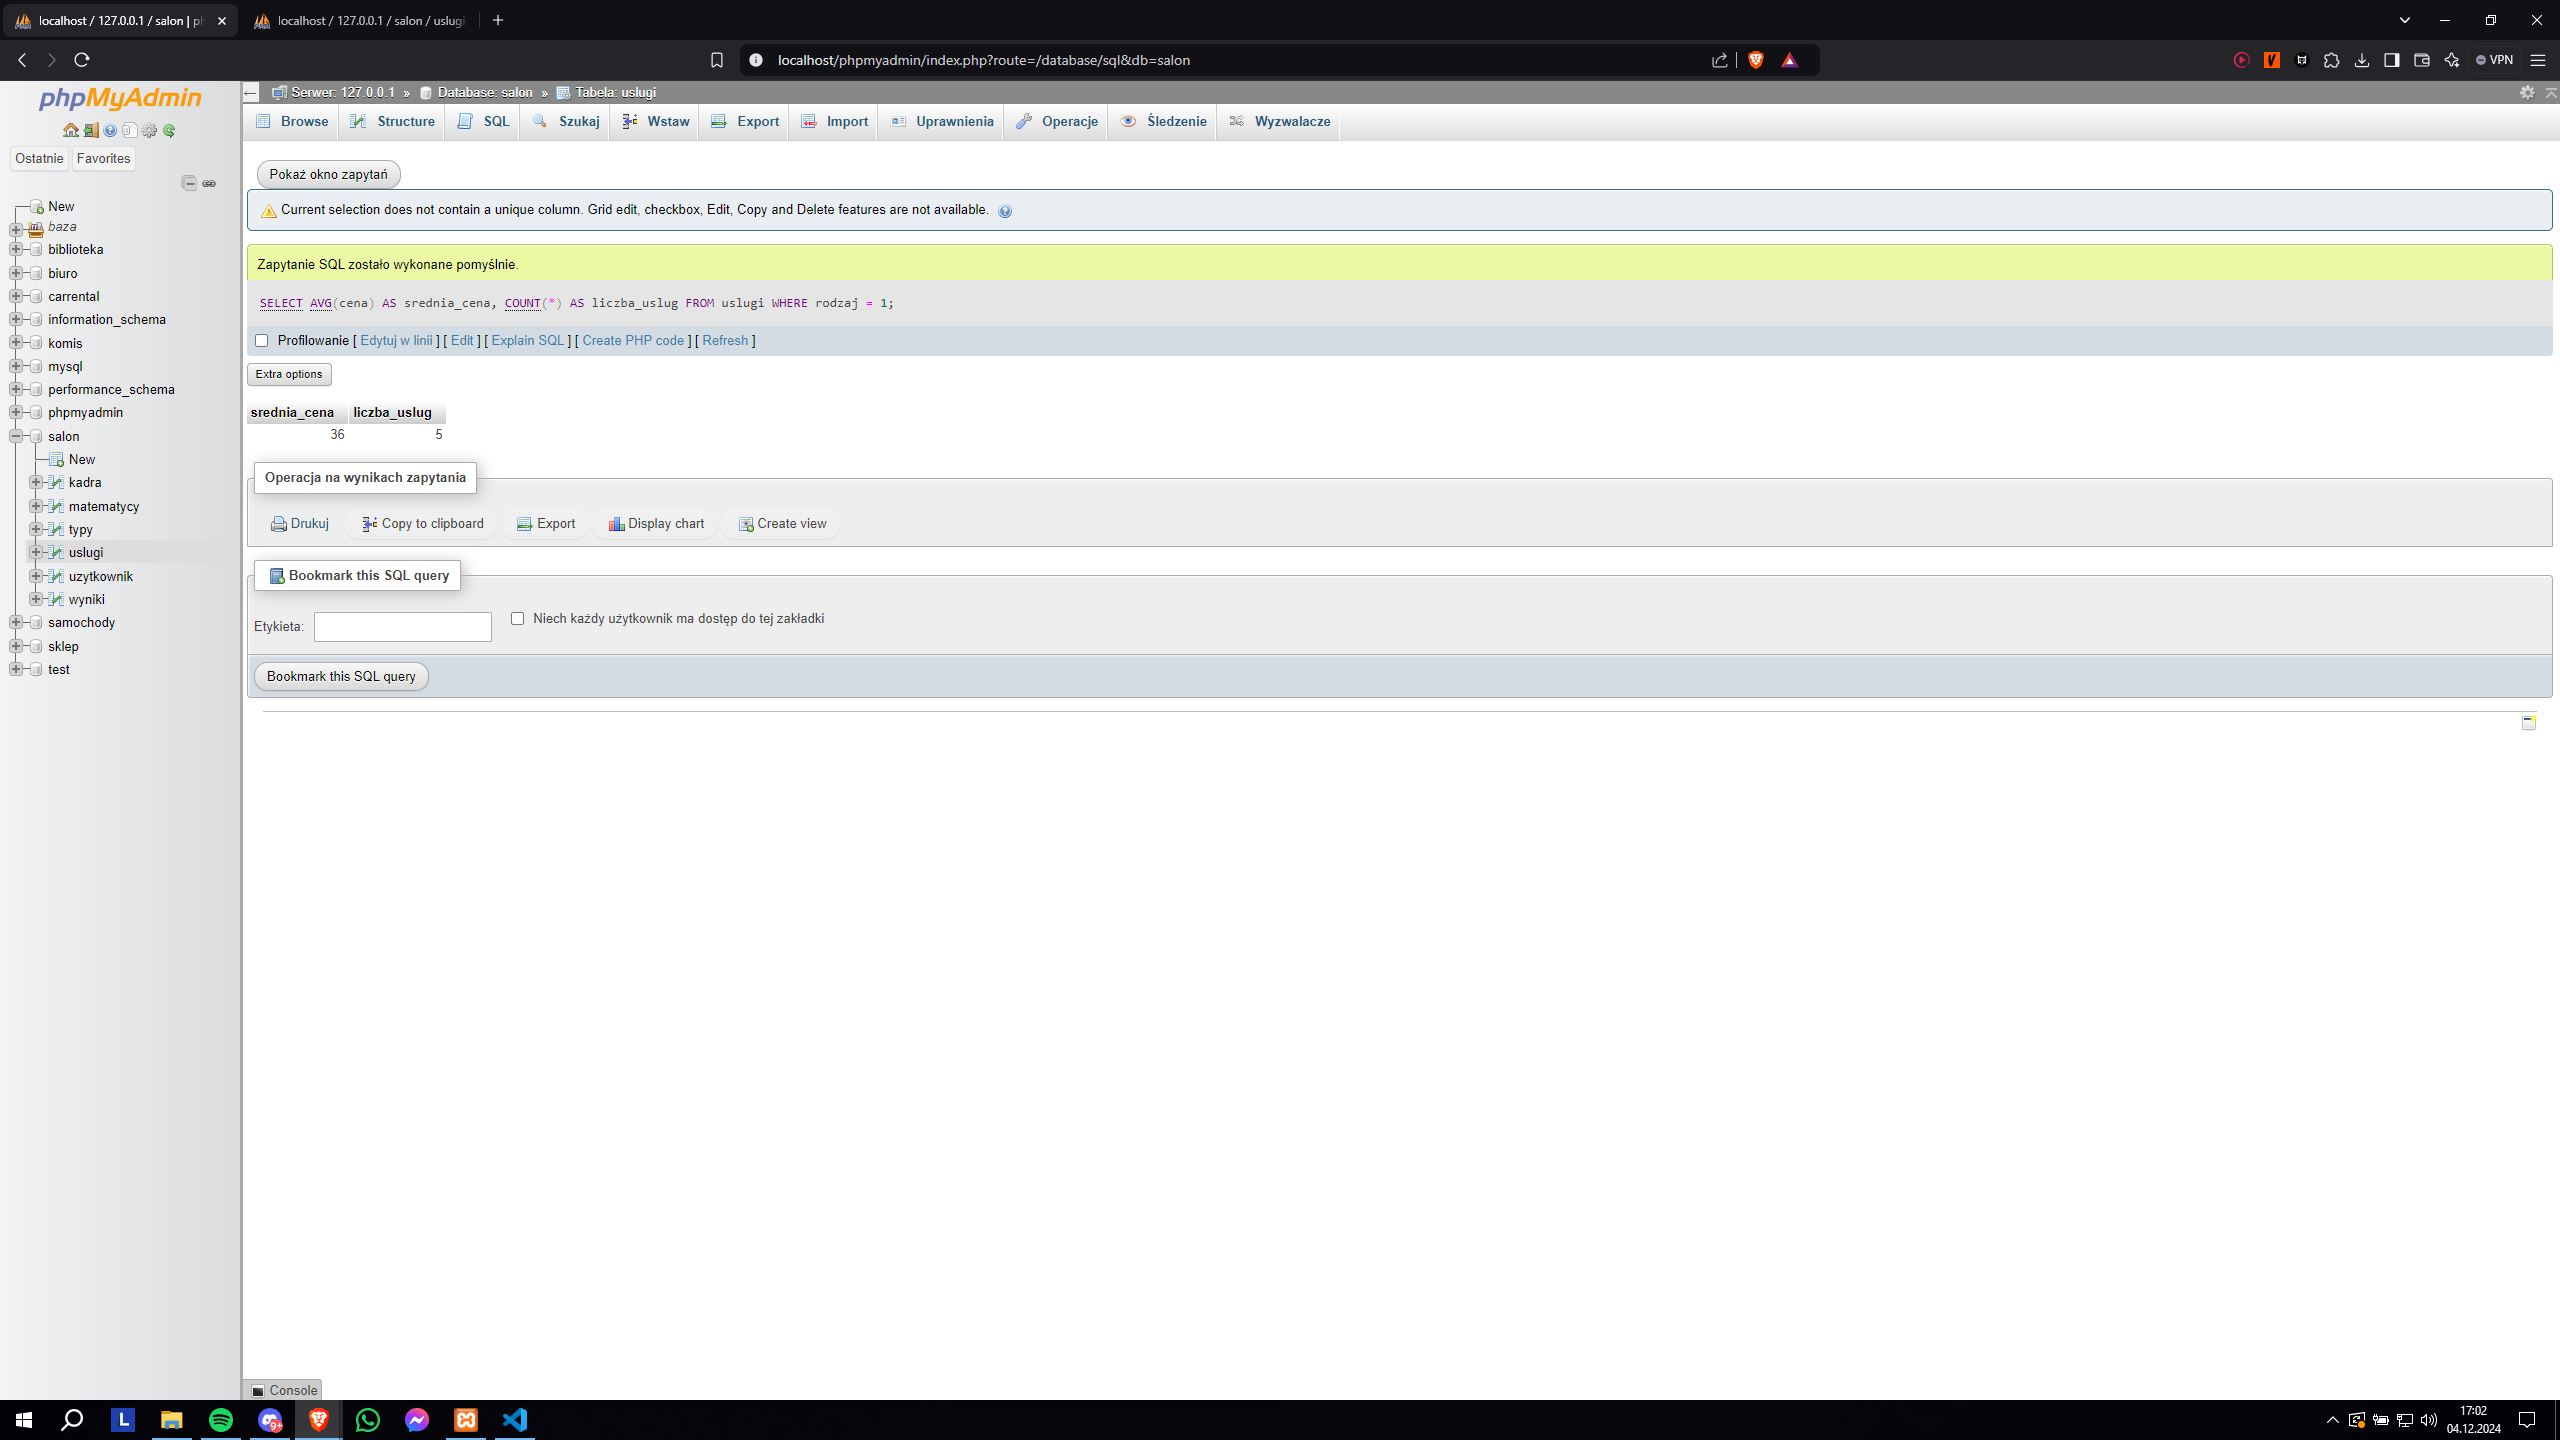 localhost / 127.0.0.1 / salon | ph
localhost / 127.0.0.1 / salon / uslugi
localhost/phpmyadmin/index.php?route=/database/sql&db=salon
VPN
phpMyAdmin
Ostatnie
Favorites
New
baza
biblioteka
biuro
carrental
information_schema
komis
mysql
performance_schema
phpmyadmin
salon
New
kadra
matematycy
typy
uslugi
uzytkownik
wyniki
samochody
sklep
test
Serwer: 127.0.0.1 » Database: salon » Tabela: uslugi
Browse Structure SQL Szukaj Wstaw Export Import Uprawnienia Operacje Śledzenie Wyzwalacze
Pokaż okno zapytań
Current selection does not contain a unique column. Grid edit, checkbox, Edit, Copy and Delete features are not available.
Zapytanie SQL zostało wykonane pomyślnie.
SELECT AVG(cena) AS srednia_cena, COUNT(*) AS liczba_uslug FROM uslugi WHERE rodzaj = 1;
Profilowanie [ Edytuj w linii ] [ Edit ] [ Explain SQL ] [ Create PHP code ] [ Refresh ]
Extra options
srednia_cena liczba_uslug
36 5
Operacja na wynikach zapytania
Drukuj Copy to clipboard Export Display chart Create view
Bookmark this SQL query
Etykieta: Niech każdy użytkownik ma dostęp do tej zakładki
Bookmark this SQL query
Console
L
9+
17:02
04.12.2024